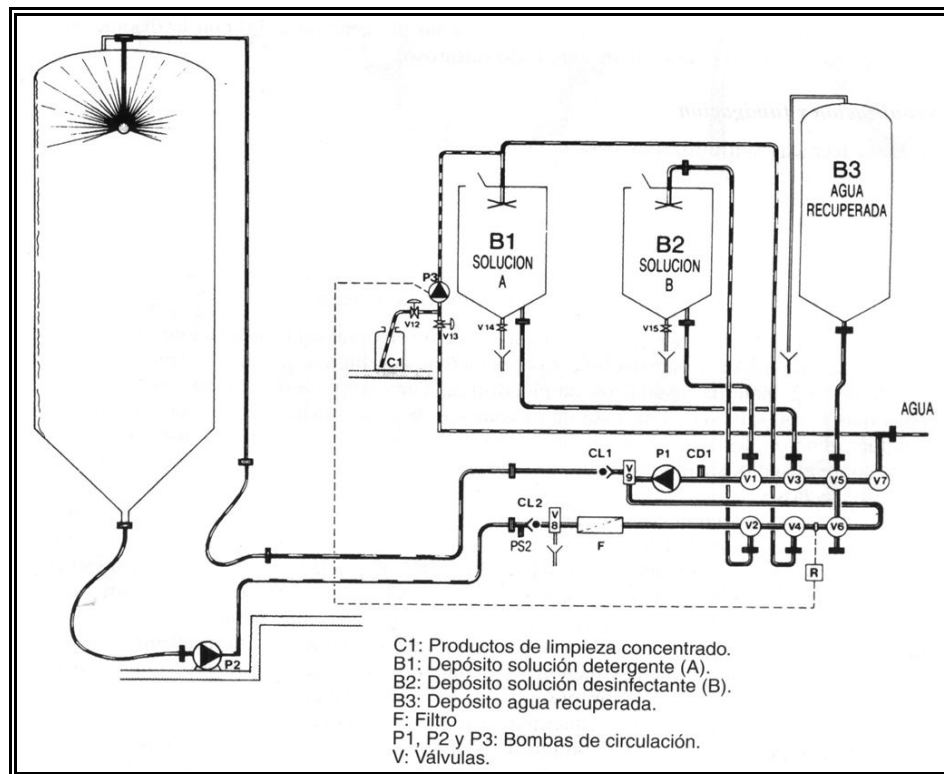 B1
SOLUCION
A
B2
SOLUCION
B
B3
AGUA
RECUPERADA
P3
V12
V13
C1
V14
V15
AGUA
CL1
V
9
P1
CD1
V1
V3
V5
V7
CL2
V
8
PS2
F
V2
V4
V6
R
P2
C1: Productos de limpieza concentrado.
B1: Depósito solución detergente (A).
B2: Depósito solución desinfectante (B).
B3: Depósito agua recuperada.
F: Filtro
P1, P2 y P3: Bombas de circulación.
V: Válvulas.